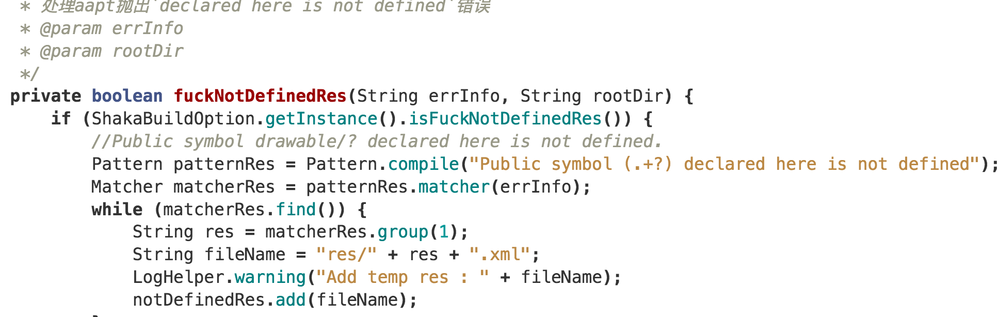 * 处理aapt抛出`declared here is not defined`错误
* @param errInfo
* @param rootDir
*/
private boolean fuckNotDefinedRes(String errInfo, String rootDir) {
if (ShakaBuildOption.getInstance().isFuckNotDefinedRes()) {
//Public symbol drawable/? declared here is not defined.
Pattern patternRes = Pattern.compile("Public symbol (.+?) declared here is not defined");
Matcher matcherRes = patternRes.matcher(errInfo);
while (matcherRes.find()) {
String res = matcherRes.group(1);
String fileName = "res/" + res + ".xml";
LogHelper.warning("Add temp res : " + fileName);
notDefinedRes.add(fileName);